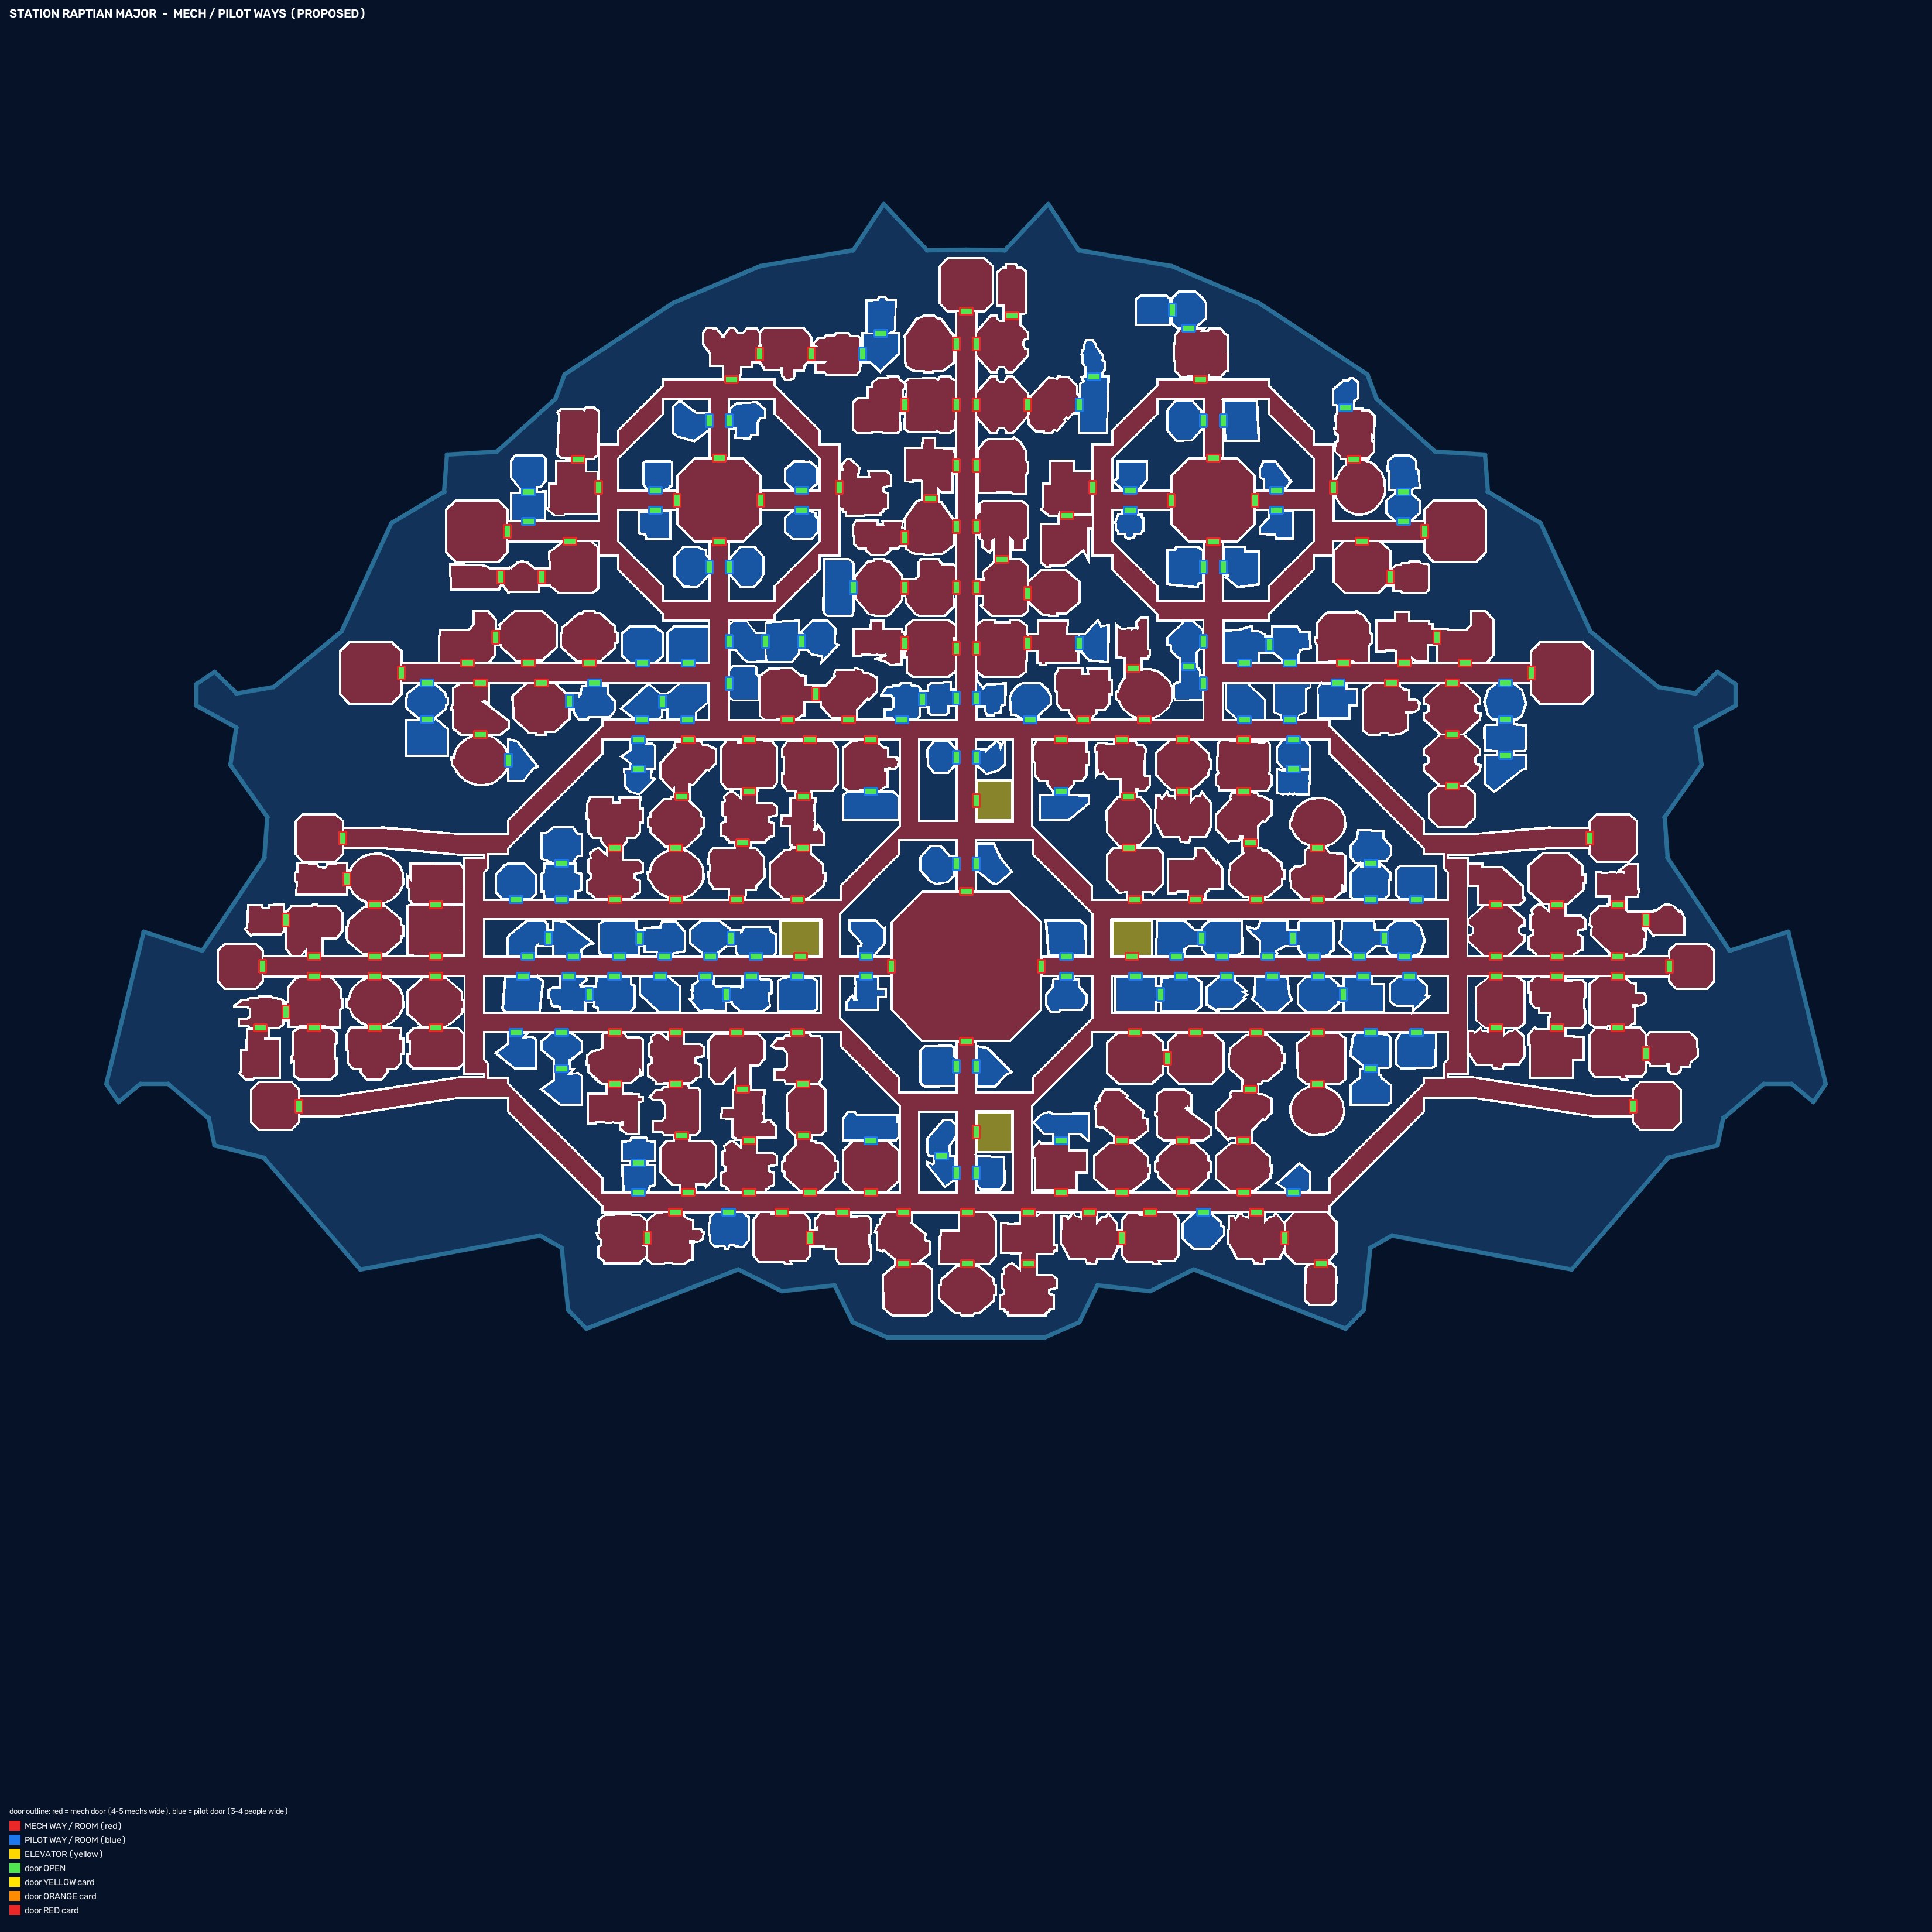 STATION RAPTIAN MAJOR - MECH / PILOT WAYS (PROPOSED)
door outline: red = mech door (4-5 mechs wide), blue = pilot door (3-4 people wide)
MECH WAY / ROOM (red)
PILOT WAY / ROOM (blue)
ELEVATOR (yellow)
door OPEN
door YELLOW card
door ORANGE card
door RED card